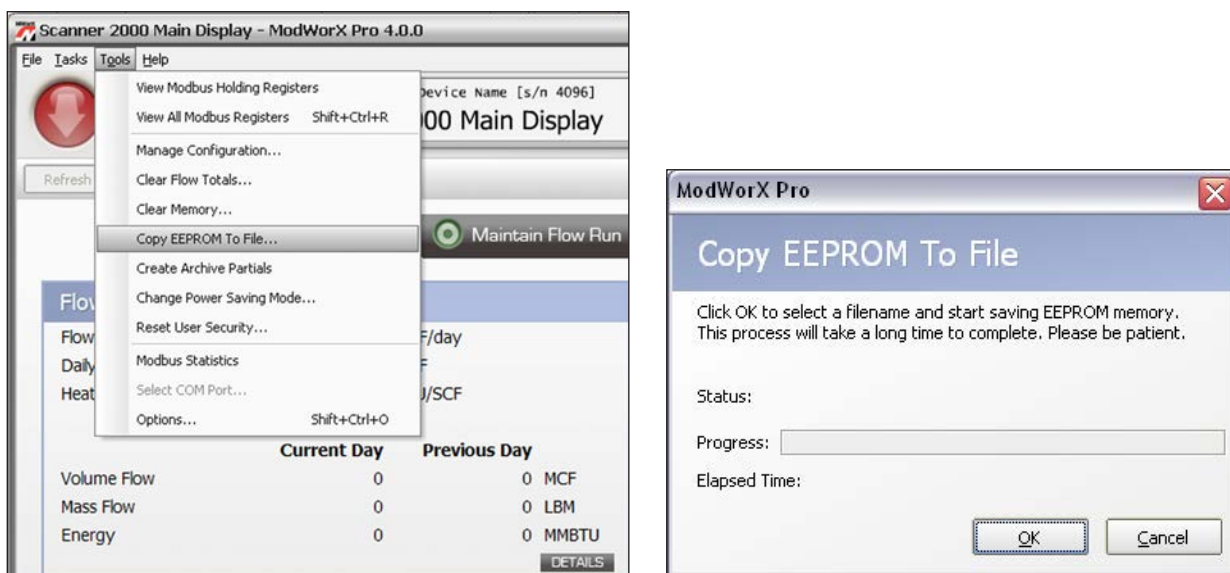 Scanner 2000 Main Display - ModWorX Pro 4.0.0
File Tasks Tools Help
View Modbus Holding Registers
View All Modbus Registers Shift+Ctrl+R
Manage Configuration...
Clear Flow Totals...
Clear Memory...
Copy EEPROM To File...
Create Archive Partials
Change Power Saving Mode...
Reset User Security...
Modbus Statistics
Select COM Port...
Options... Shift+Ctrl+O
Device Name [s/n 4096]
000 Main Display
Refresh
Maintain Flow Run
Flow
Flow F/day
Daily F
Heat U/SCF
Current Day Previous Day
Volume Flow 0 0 MCF
Mass Flow 0 0 LBM
Energy 0 0 MMBTU
DETAILS
ModWorX Pro
Copy EEPROM To File
Click OK to select a filename and start saving EEPROM memory.
This process will take a long time to complete. Please be patient.
Status:
Progress:
Elapsed Time:
OK Cancel